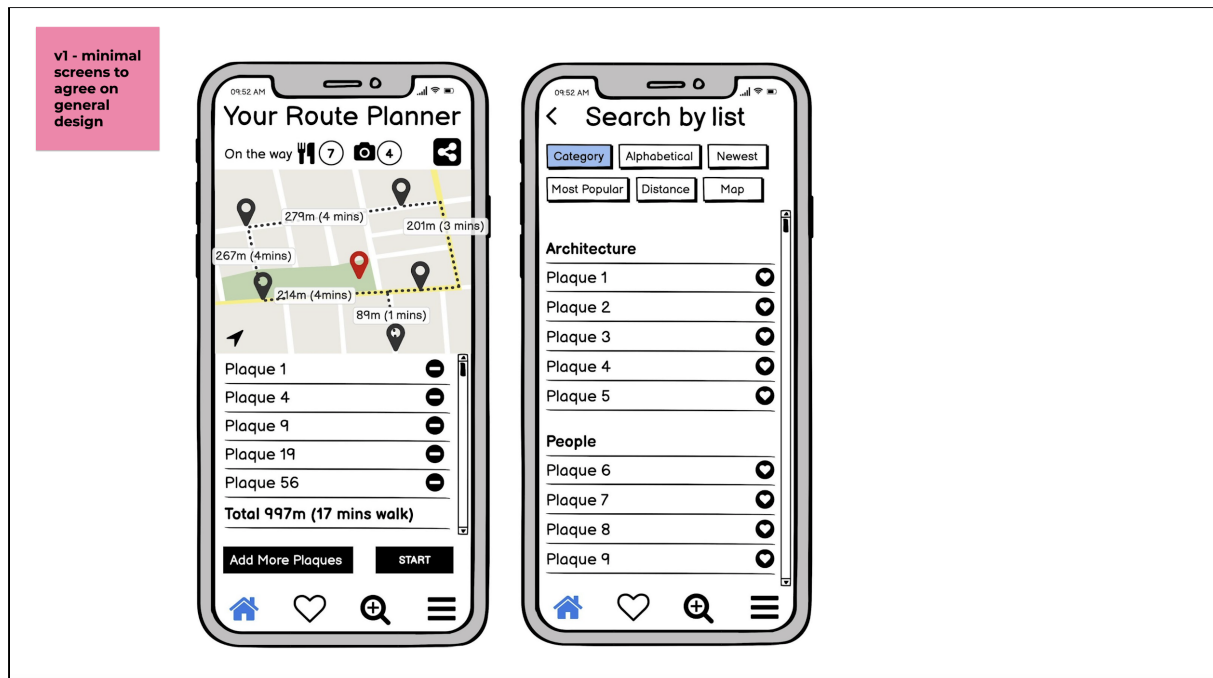 v1 - minimal
screens to
agree on
general
design
09:52 AM
Your Route Planner
On the way 7 4
279m (4 mins)
201m (3 mins)
267m (4mins)
214m (4mins)
89m (1 mins)
Plaque 1
Plaque 4
Plaque 9
Plaque 19
Plaque 56
Total 997m (17 mins walk)
Add More Plaques START
09:52 AM
Search by list
Category Alphabetical Newest
Most Popular Distance Map
Architecture
Plaque 1
Plaque 2
Plaque 3
Plaque 4
Plaque 5
People
Plaque 6
Plaque 7
Plaque 8
Plaque 9